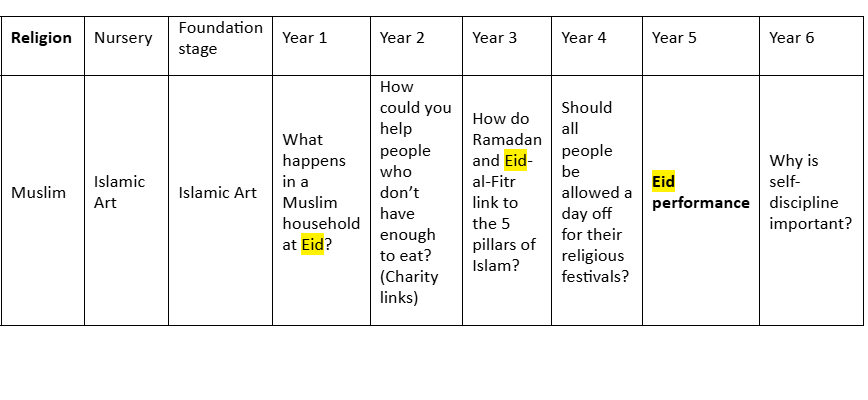 Religion
Nursery
Foundation
stage
Year 1
Year 2
Year 3
Year 4
Year 5
Year 6
Muslim
Islamic
Art
Islamic Art
What
happens
in a
Muslim
household
at Eid?
How
could you
help
people
who
don't
have
enough
to eat?
(Charity
links)
How do
Ramadan
and Eid-
al-Fitr
link to
the 5
pillars of
Islam?
Should
all
people
be
allowed a
day off
for their
religious
festivals?
Eid
performance
Why is
self-
discipline
important?